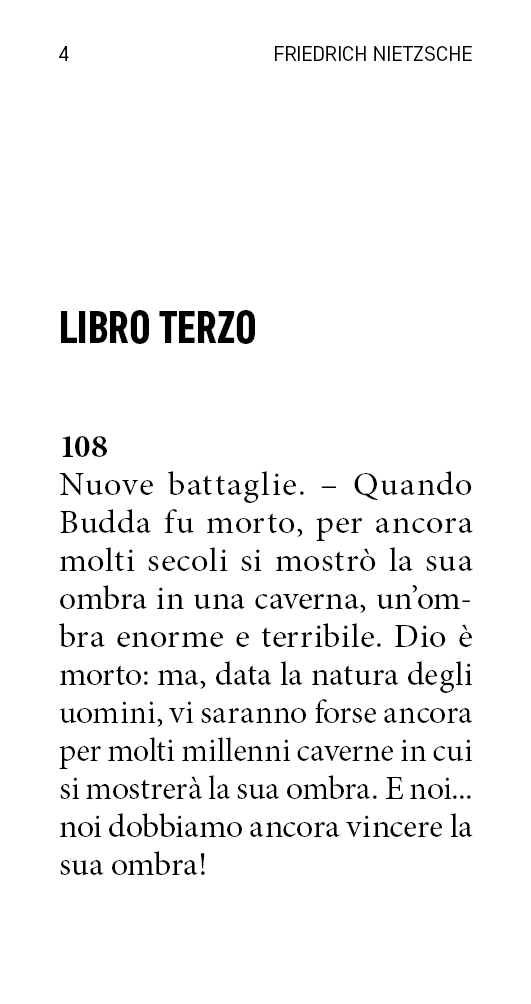 4 FRIEDRICH NIETZSCHE
LIBRO TERZO
108
Nuove battaglie. – Quando
Budda fu morto, per ancora
molti secoli si mostrò la sua
ombra in una caverna, un’om-
bra enorme e terribile. Dio è
morto: ma, data la natura degli
uomini, vi saranno forse ancora
per molti millenni caverne in cui
si mostrerà la sua ombra. E noi...
noi dobbiamo ancora vincere la
sua ombra!